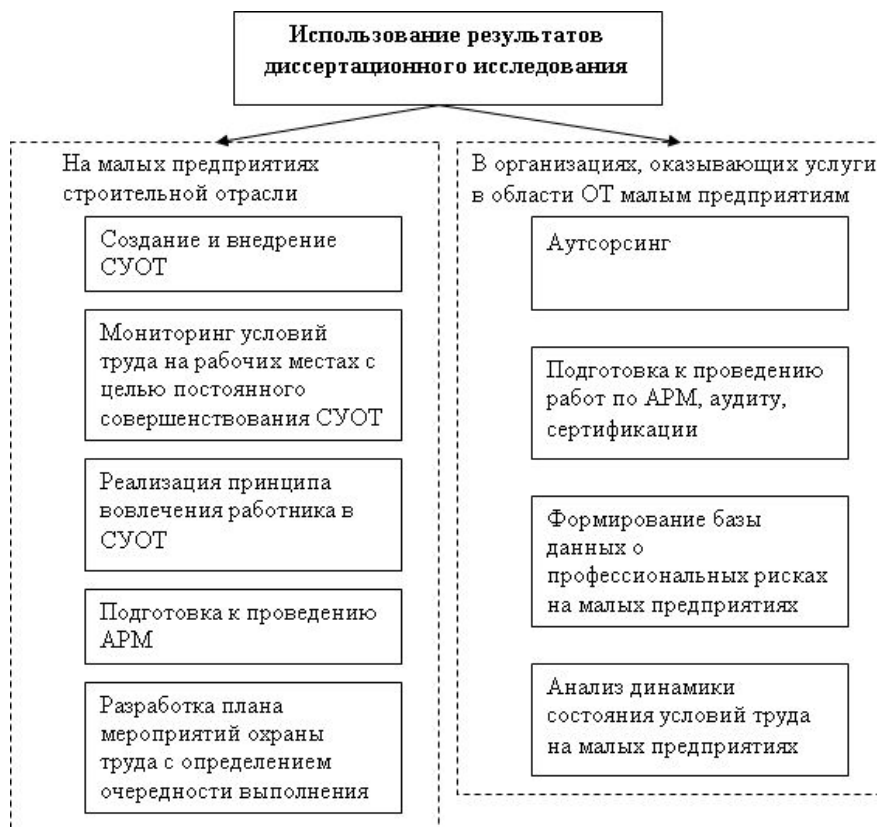 Использование результатов
диссертационного исследования
На малых предприятиях
строительной отрасли
Создание и внедрение
СУОТ
Мониторинг условий
труда на рабочих местах с
целью постоянного
совершенствования СУОТ
Реализация принципа
вовлечения работника в
СУОТ
Подготовка к проведению
АРМ
Разработка плана
мероприятий охраны
труда с определением
очередности выполнения
В организациях, оказывающих услуги
в области ОТ малым предприятиям
Аутсорсинг
Подготовка к проведению
работ по АРМ, аудиту,
сертификации
Формирование базы
данных о
профессиональных рисках
на малых предприятиях
Анализ динамики
состояния условий труда
на малых предприятиях